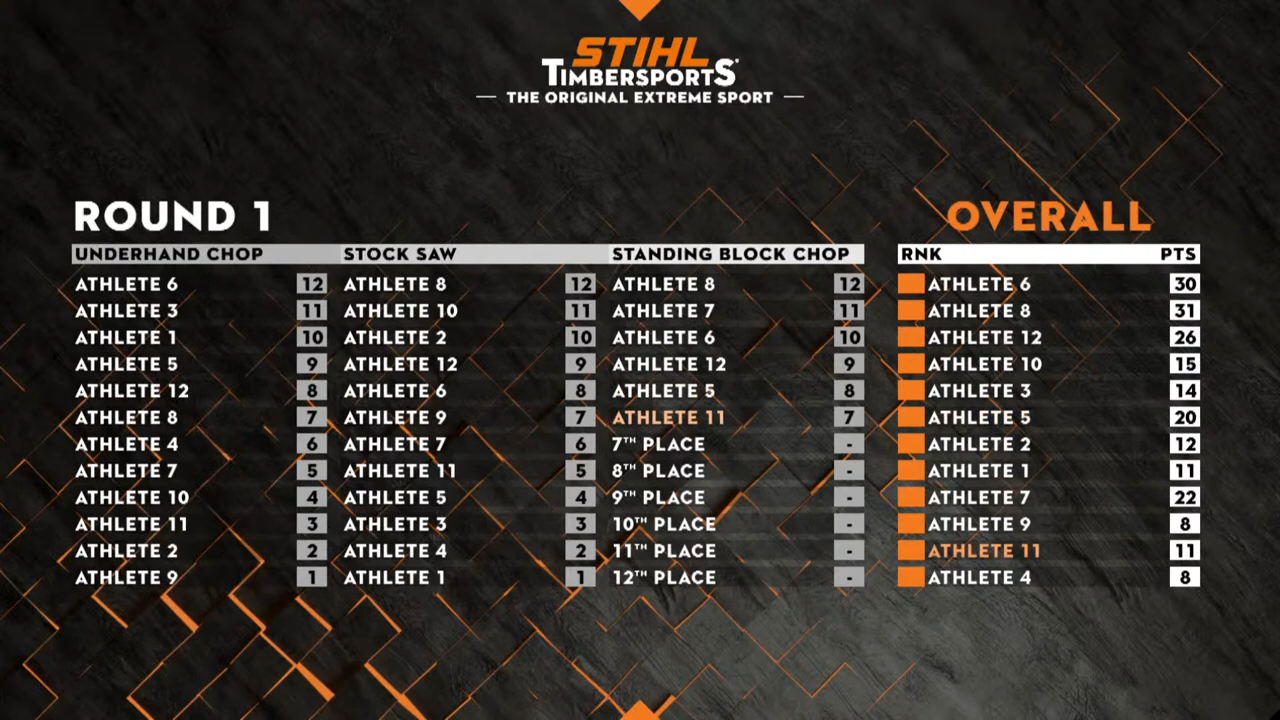 STIHL
TIMBERSPORTS®
THE ORIGINAL EXTREME SPORT
ROUND 1 OVERALL
UNDERHAND CHOP STOCK SAW STANDING BLOCK CHOP RNK PTS
ATHLETE 6 12 ATHLETE 8 12 ATHLETE 8 12 ATHLETE 6 30
ATHLETE 3 11 ATHLETE 10 11 ATHLETE 7 11 ATHLETE 8 31
ATHLETE 1 10 ATHLETE 2 10 ATHLETE 6 10 ATHLETE 12 26
ATHLETE 5 9 ATHLETE 12 9 ATHLETE 12 9 ATHLETE 10 15
ATHLETE 12 8 ATHLETE 6 8 ATHLETE 5 8 ATHLETE 3 14
ATHLETE 8 7 ATHLETE 9 7 ATHLETE 11 7 ATHLETE 5 20
ATHLETE 4 6 ATHLETE 7 6 7TH PLACE - ATHLETE 2 12
ATHLETE 7 5 ATHLETE 11 5 8TH PLACE - ATHLETE 1 11
ATHLETE 10 4 ATHLETE 5 4 9TH PLACE - ATHLETE 7 22
ATHLETE 11 3 ATHLETE 3 3 10TH PLACE - ATHLETE 9 8
ATHLETE 2 2 ATHLETE 4 2 11TH PLACE - ATHLETE 11 11
ATHLETE 9 1 ATHLETE 1 1 12TH PLACE - ATHLETE 4 8